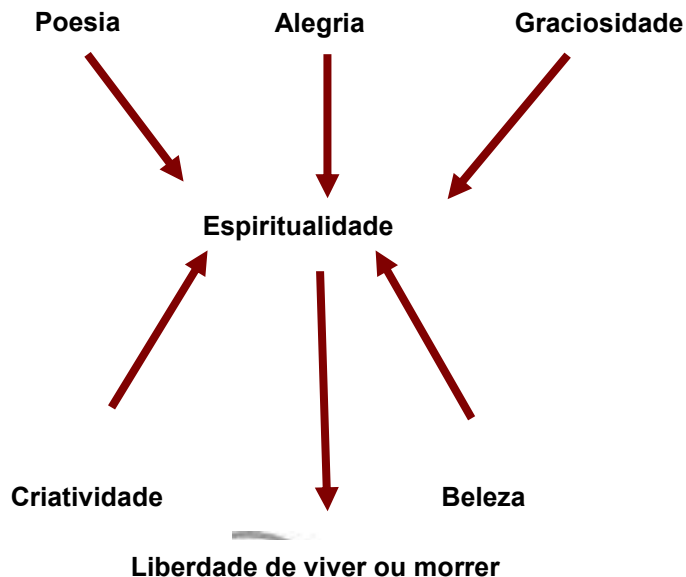 Poesia
Alegria
Graciosidade
Espiritualidade
Criatividade
Beleza
Liberdade de viver ou morrer